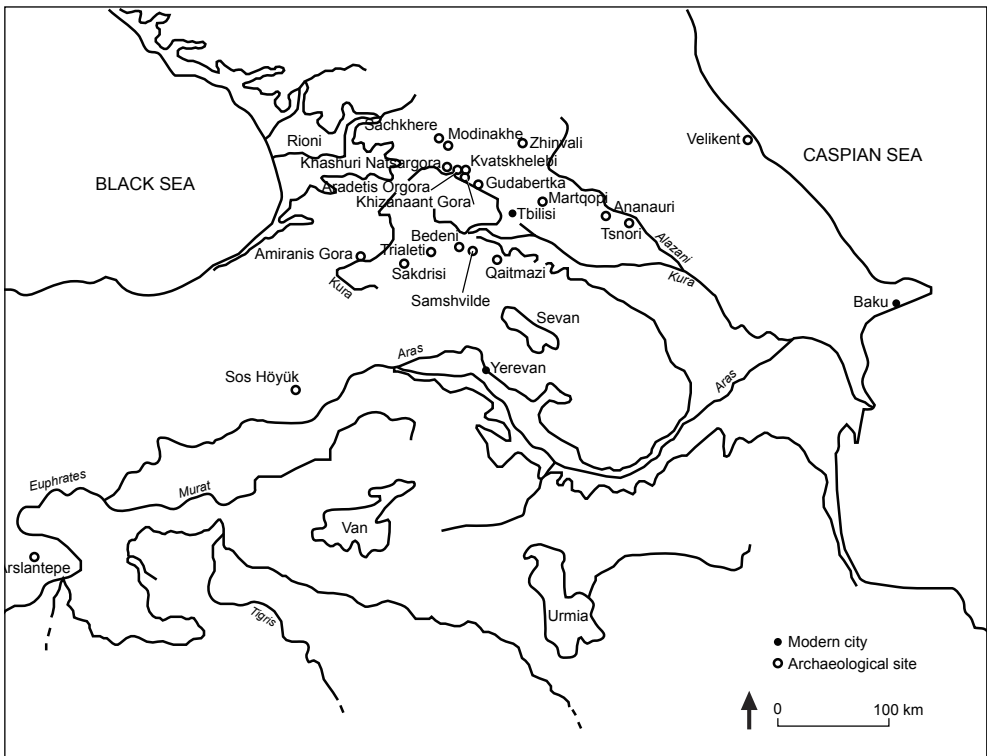 Sachkhere
Modinakhe
Zhinvali
Velikent
Rioni
CASPIAN SEA
Khashuri Natsargora
Kvatskhelebi
BLACK SEA
Aradetis Orgora
Gudabertka
Khizanaant Gora
Martqopi
Ananauri
Tbilisi
Tsnori
Alazani
Bedeni
Amiranis Gora
Trialeti
Sakdrisi
Qaitmazi
Kura
Kura
Samshvilde
Baku
Sevan
Aras
Yerevan
Sos Höyük
Aras
Euphrates
Murat
Van
Arslantepe
Tigris
Urmia
Modern city
Archaeological site
0 100 km